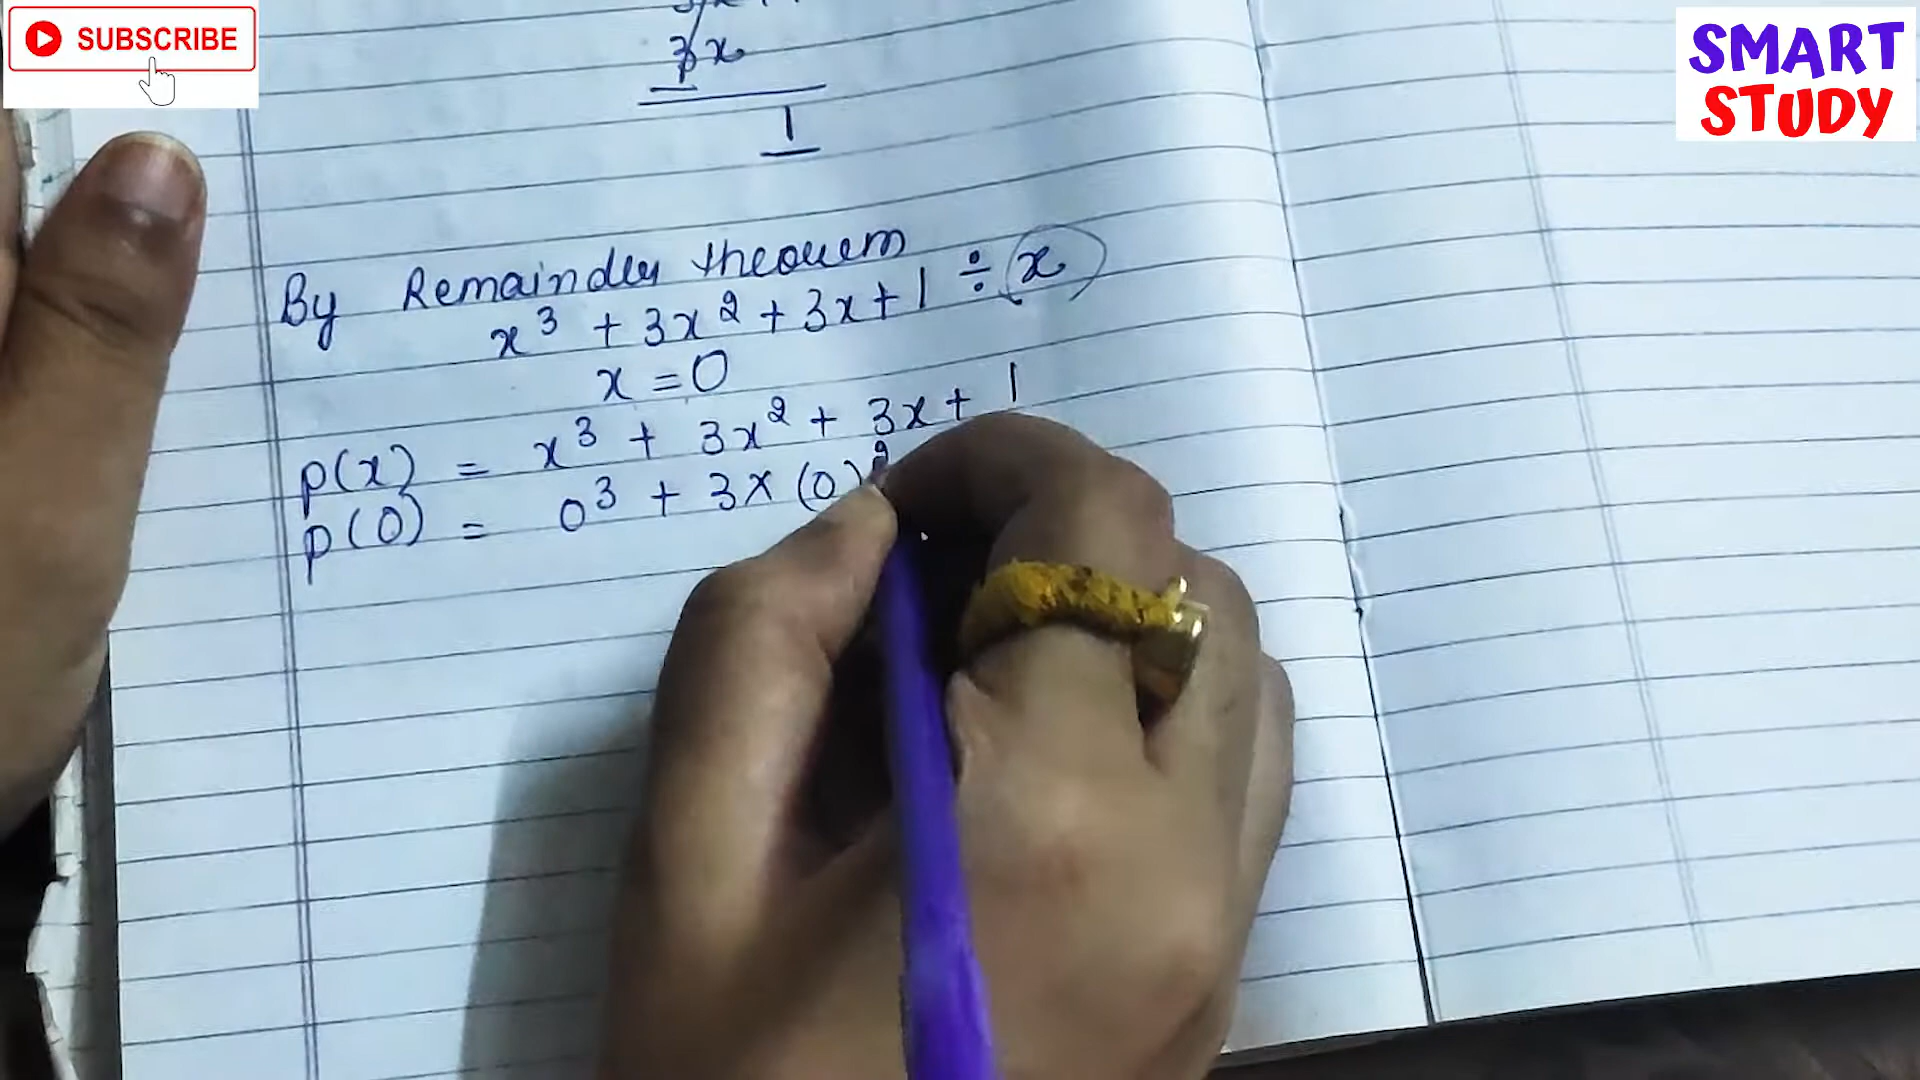 SUBSCRIBE
SMART
STUDY
3x
1
By Remainder theorem
x³ + 3x² + 3x + 1 ÷ x
x = 0
p(x) = x³ + 3x² + 3x + 1
p(0) = 0³ + 3x (0)²